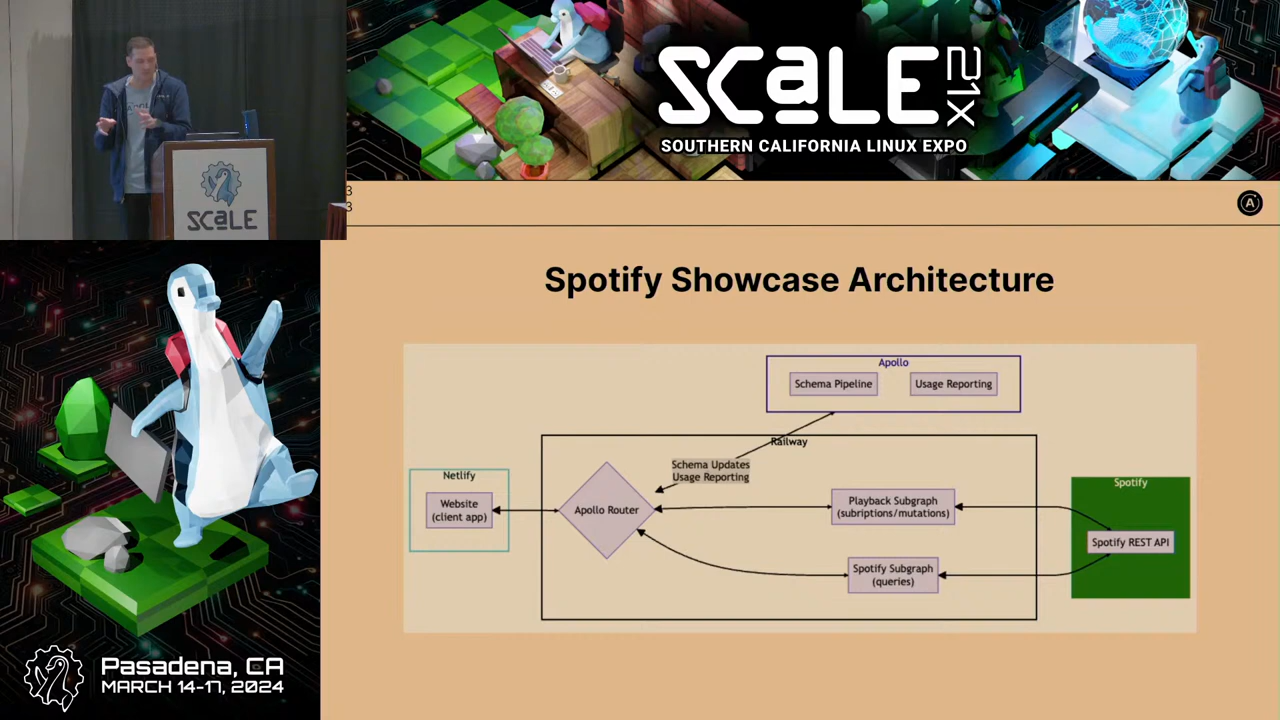 SCaLE 21X
SOUTHERN CALIFORNIA LINUX EXPO
SCaLE
3
3
A
Spotify Showcase Architecture
Apollo
Schema Pipeline
Usage Reporting
Railway
Schema Updates
Usage Reporting
Netlify
Website
(client app)
Apollo Router
Playback Subgraph
(subriptions/mutations)
Spotify Subgraph
(queries)
Spotify
Spotify REST API
Pasadena, CA
MARCH 14-17, 2024